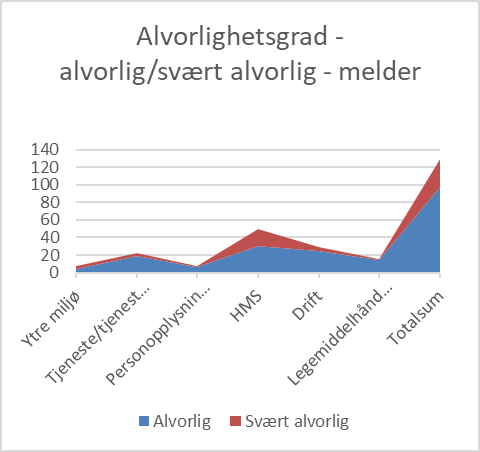 Alvorlighetsgrad -
alvorlig/svært alvorlig - melder
140
120
100
80
60
40
20
0
Ytre miljø
Tjeneste/tjenest...
Personopplysnin...
HMS
Drift
Legemiddelhånd...
Totalsum
Alvorlig
Svært alvorlig